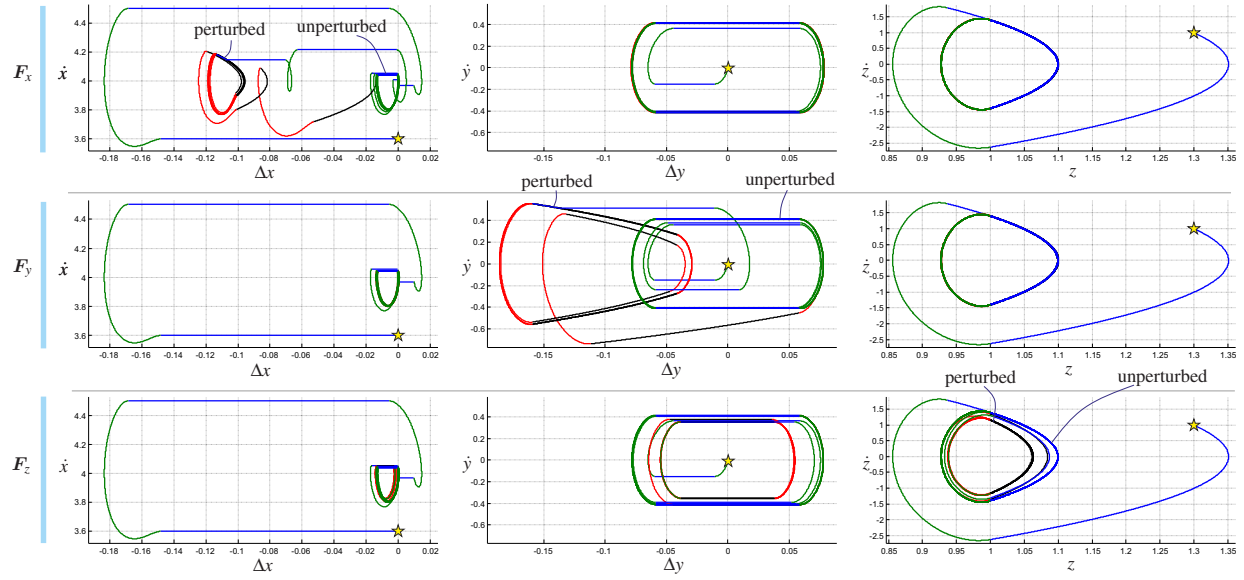 perturbed unperturbed
F_x
ẋ
4.4
4.2
4
3.8
3.6
-0.18 -0.16 -0.14 -0.12 -0.1 -0.08 -0.06 -0.04 -0.02 0 0.02
Δx
ẏ
0.4
0.2
0
-0.2
-0.4
-0.6
-0.15 -0.1 -0.05 0 0.05
Δy
ż
1.5
1
0.5
0
-0.5
-1
-1.5
-2
-2.5
0.85 0.9 0.95 1 1.05 1.1 1.15 1.2 1.25 1.3 1.35
z
perturbed unperturbed
F_y
ẋ
4.4
4.2
4
3.8
3.6
-0.18 -0.16 -0.14 -0.12 -0.1 -0.08 -0.06 -0.04 -0.02 0 0.02
Δx
ẏ
0.4
0.2
0
-0.2
-0.4
-0.6
-0.15 -0.1 -0.05 0 0.05
Δy
ż
1.5
1
0.5
0
-0.5
-1
-1.5
-2
-2.5
0.85 0.9 0.95 1 1.05 1.1 1.15 1.2 1.25 1.3 1.35
z
perturbed unperturbed
F_z
ẋ
4.4
4.2
4
3.8
3.6
-0.18 -0.16 -0.14 -0.12 -0.1 -0.08 -0.06 -0.04 -0.02 0 0.02
Δx
ẏ
0.4
0.2
0
-0.2
-0.4
-0.6
-0.15 -0.1 -0.05 0 0.05
Δy
ż
1.5
1
0.5
0
-0.5
-1
-1.5
-2
-2.5
0.85 0.9 0.95 1 1.05 1.1 1.15 1.2 1.25 1.3 1.35
z